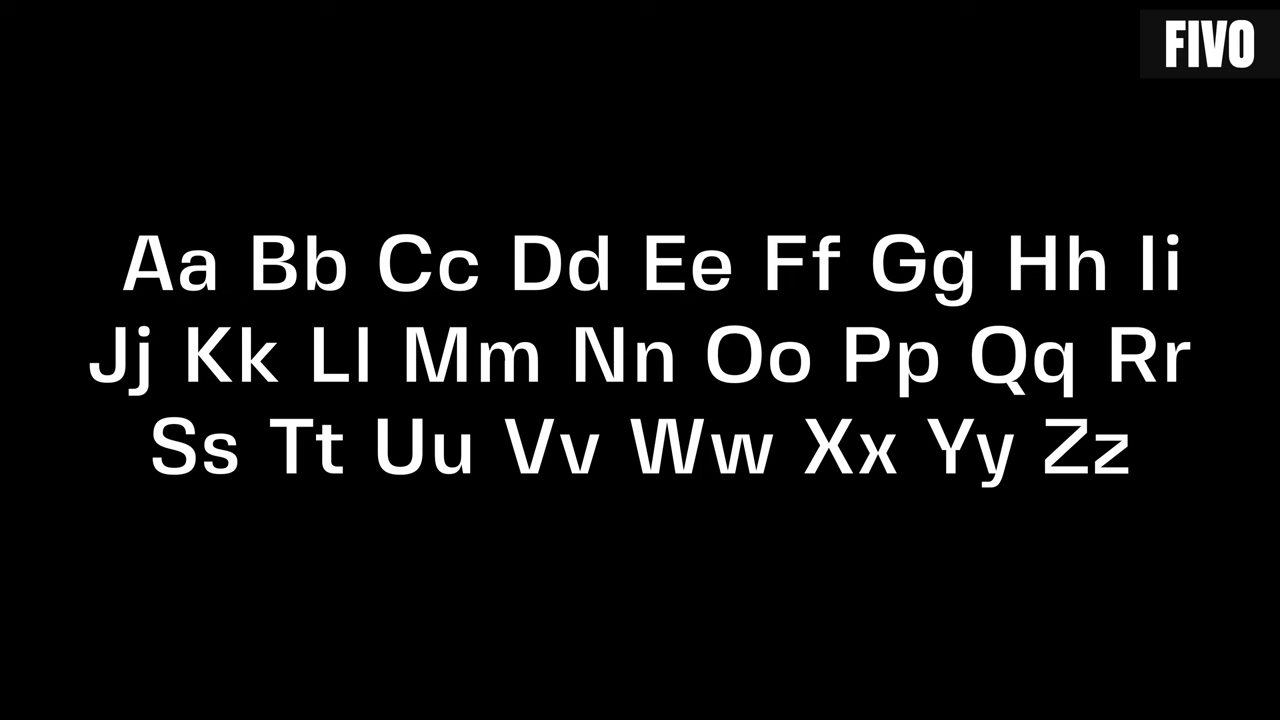 FIVO
Aa Bb Cc Dd Ee Ff Gg Hh Ii
Jj Kk Ll Mm Nn Oo Pp Qq Rr
Ss Tt Uu Vv Ww Xx Yy Zz